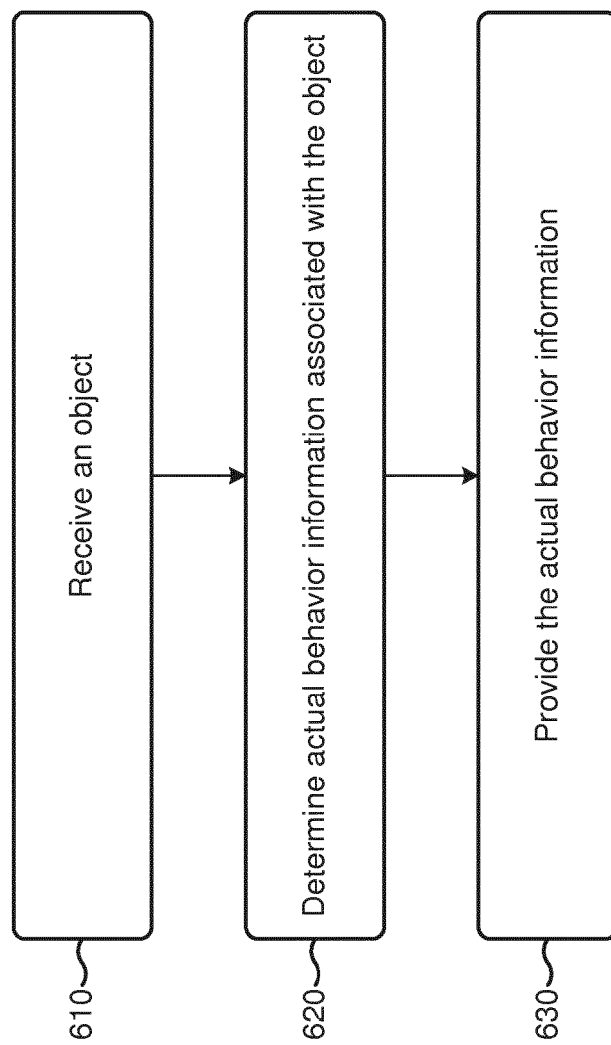 610
Receive an object
620
Determine actual behavior information associated with the object
630
Provide the actual behavior information